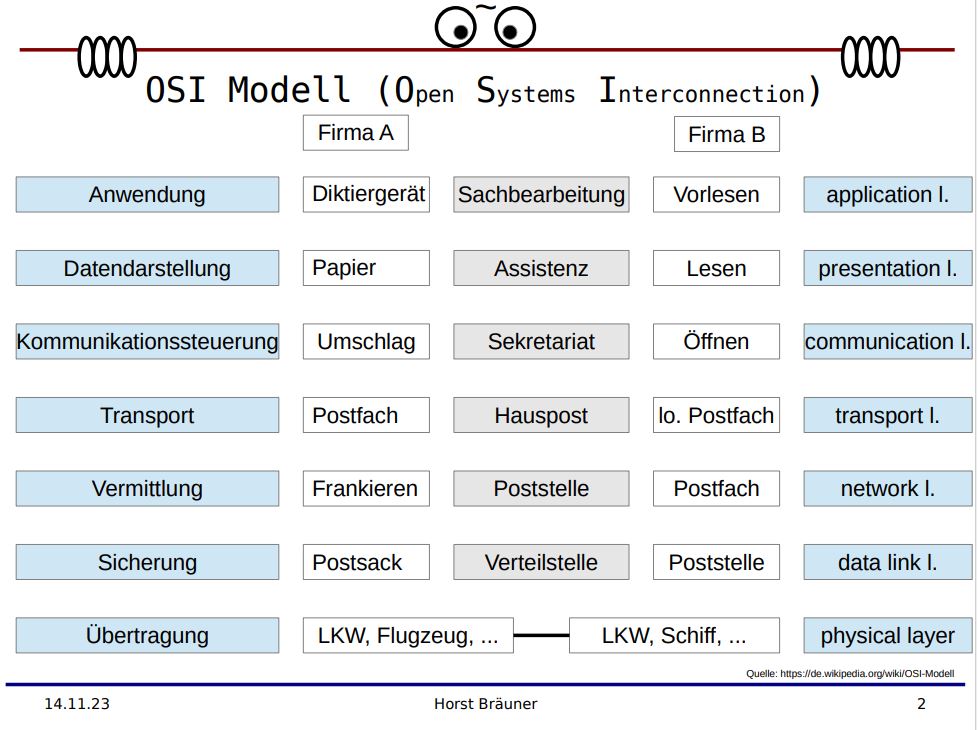 OSI Modell (Open Systems Interconnection)
Firma A Firma B
Anwendung Diktiergerät Sachbearbeitung Vorlesen application l.
Datendarstellung Papier Assistenz Lesen presentation l.
Kommunikationssteuerung Umschlag Sekretariat Öffnen communication l.
Transport Postfach Hauspost lo. Postfach transport l.
Vermittlung Frankieren Poststelle Postfach network l.
Sicherung Postsack Verteilstelle Poststelle data link l.
Übertragung LKW, Flugzeug, ... LKW, Schiff, ... physical layer
Quelle: https://de.wikipedia.org/wiki/OSI-Modell
14.11.23 Horst Bräuner 2